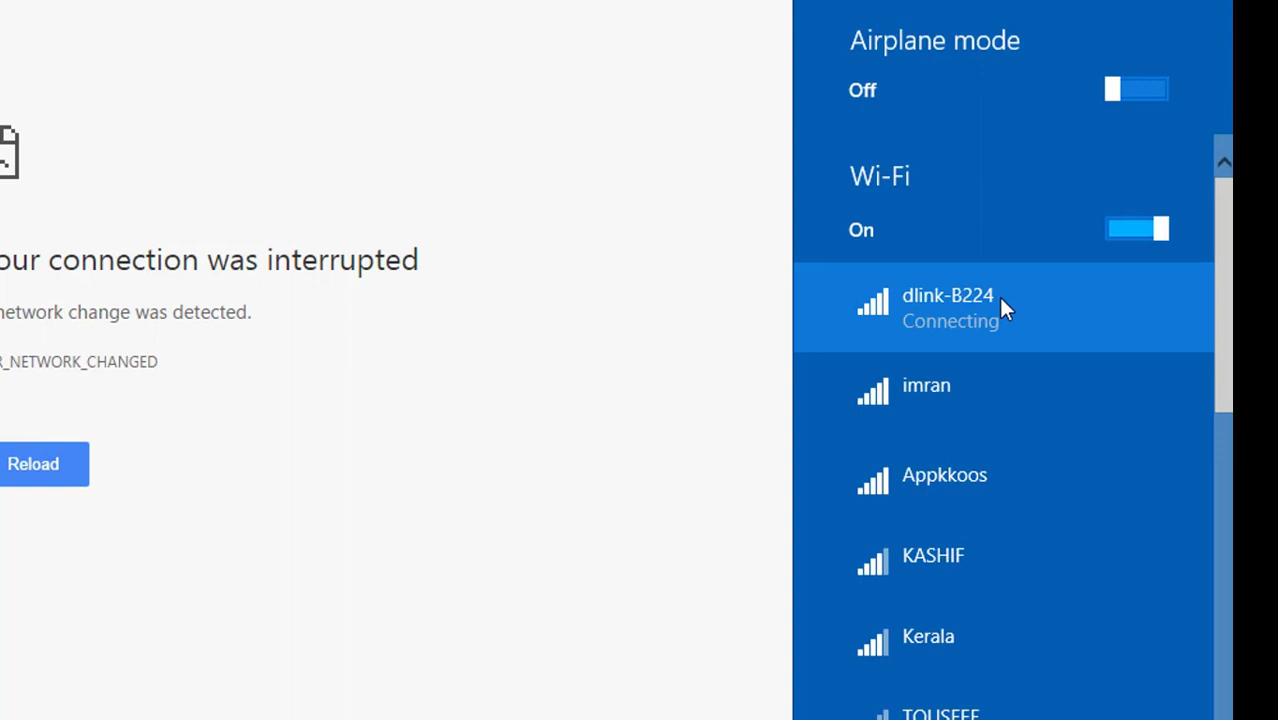 our connection was interrupted
network change was detected.
R_NETWORK_CHANGED
Reload
Airplane mode
Off
Wi-Fi
On
dlink-B224
Connecting
imran
Appkkoos
KASHIF
Kerala